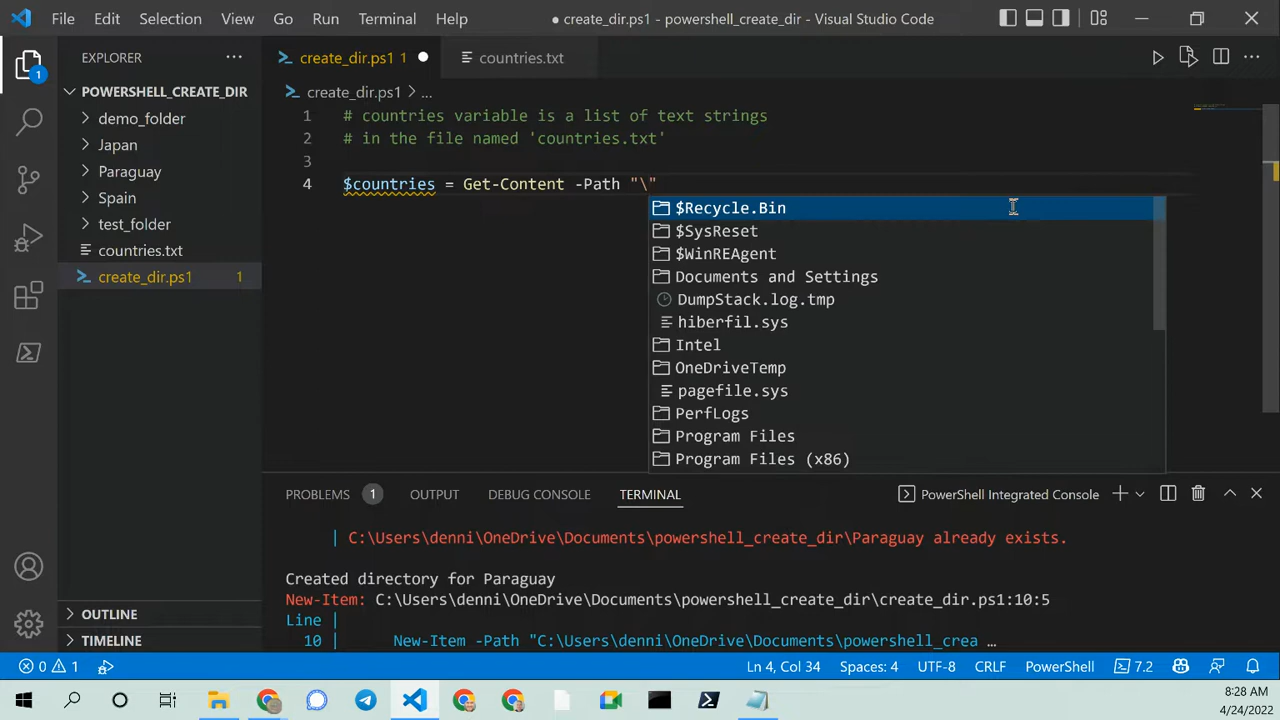 File Edit Selection View Go Run Terminal Help
● create_dir.ps1 - powershell_create_dir - Visual Studio Code
1
EXPLORER
create_dir.ps1 1 ●
countries.txt
POWERSHELL_CREATE_DIR
demo_folder
Japan
Paraguay
Spain
test_folder
countries.txt
create_dir.ps1 1
create_dir.ps1 > ...
1 # countries variable is a list of text strings
2 # in the file named 'countries.txt'
3
4 $countries = Get-Content -Path "\"
$Recycle.Bin
$SysReset
$WinREAgent
Documents and Settings
DumpStack.log.tmp
hiberfil.sys
Intel
OneDriveTemp
pagefile.sys
PerfLogs
Program Files
Program Files (x86)
PROBLEMS 1 OUTPUT DEBUG CONSOLE TERMINAL PowerShell Integrated Console
| C:\Users\denni\OneDrive\Documents\powershell_create_dir\Paraguay already exists.
Created directory for Paraguay
New-Item: C:\Users\denni\OneDrive\Documents\powershell_create_dir\create_dir.ps1:10:5
Line |
10 | New-Item -Path "C:\Users\denni\OneDrive\Documents\powershell_crea …
OUTLINE
TIMELINE
0 1
Ln 4, Col 34 Spaces: 4 UTF-8 CRLF PowerShell 7.2
8:28 AM
4/24/2022